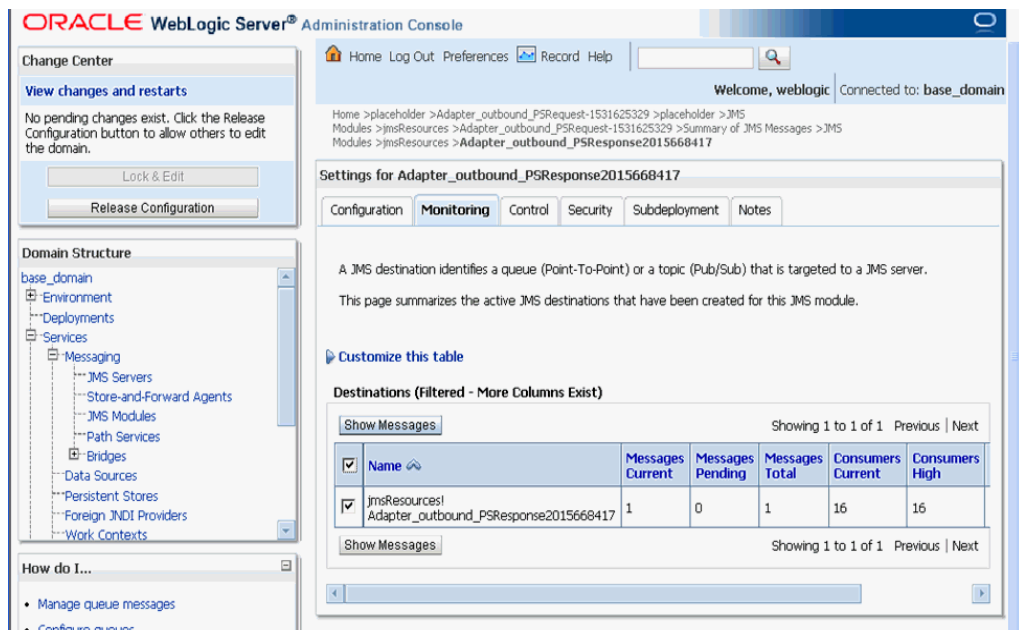 ORACLE WebLogic Server® Administration Console
Change Center
View changes and restarts
No pending changes exist. Click the Release
Configuration button to allow others to edit
the domain.
Lock & Edit
Release Configuration
Domain Structure
base_domain
Environment
Deployments
Services
Messaging
JMS Servers
Store-and-Forward Agents
JMS Modules
Path Services
Bridges
Data Sources
Persistent Stores
Foreign JNDI Providers
Work Contexts
How do I...
Manage queue messages
Configure queues
Home Log Out Preferences Record Help
Welcome, weblogic Connected to: base_domain
Home >placeholder >Adapter_outbound_PSRequest-1531625329 >placeholder >JMS
Modules >jmsResources >Adapter_outbound_PSRequest-1531625329 >Summary of JMS Messages >JMS
Modules >jmsResources >Adapter_outbound_PSResponse2015668417
Settings for Adapter_outbound_PSResponse2015668417
Configuration Monitoring Control Security Subdeployment Notes
A JMS destination identifies a queue (Point-To-Point) or a topic (Pub/Sub) that is targeted to a JMS server.
This page summarizes the active JMS destinations that have been created for this JMS module.
Customize this table
Destinations (Filtered - More Columns Exist)
Show Messages Showing 1 to 1 of 1 Previous | Next
Name Messages Current Messages Pending Messages Total Consumers Current Consumers High
jmsResources!
Adapter_outbound_PSResponse2015668417 1 0 1 16 16
Show Messages Showing 1 to 1 of 1 Previous | Next